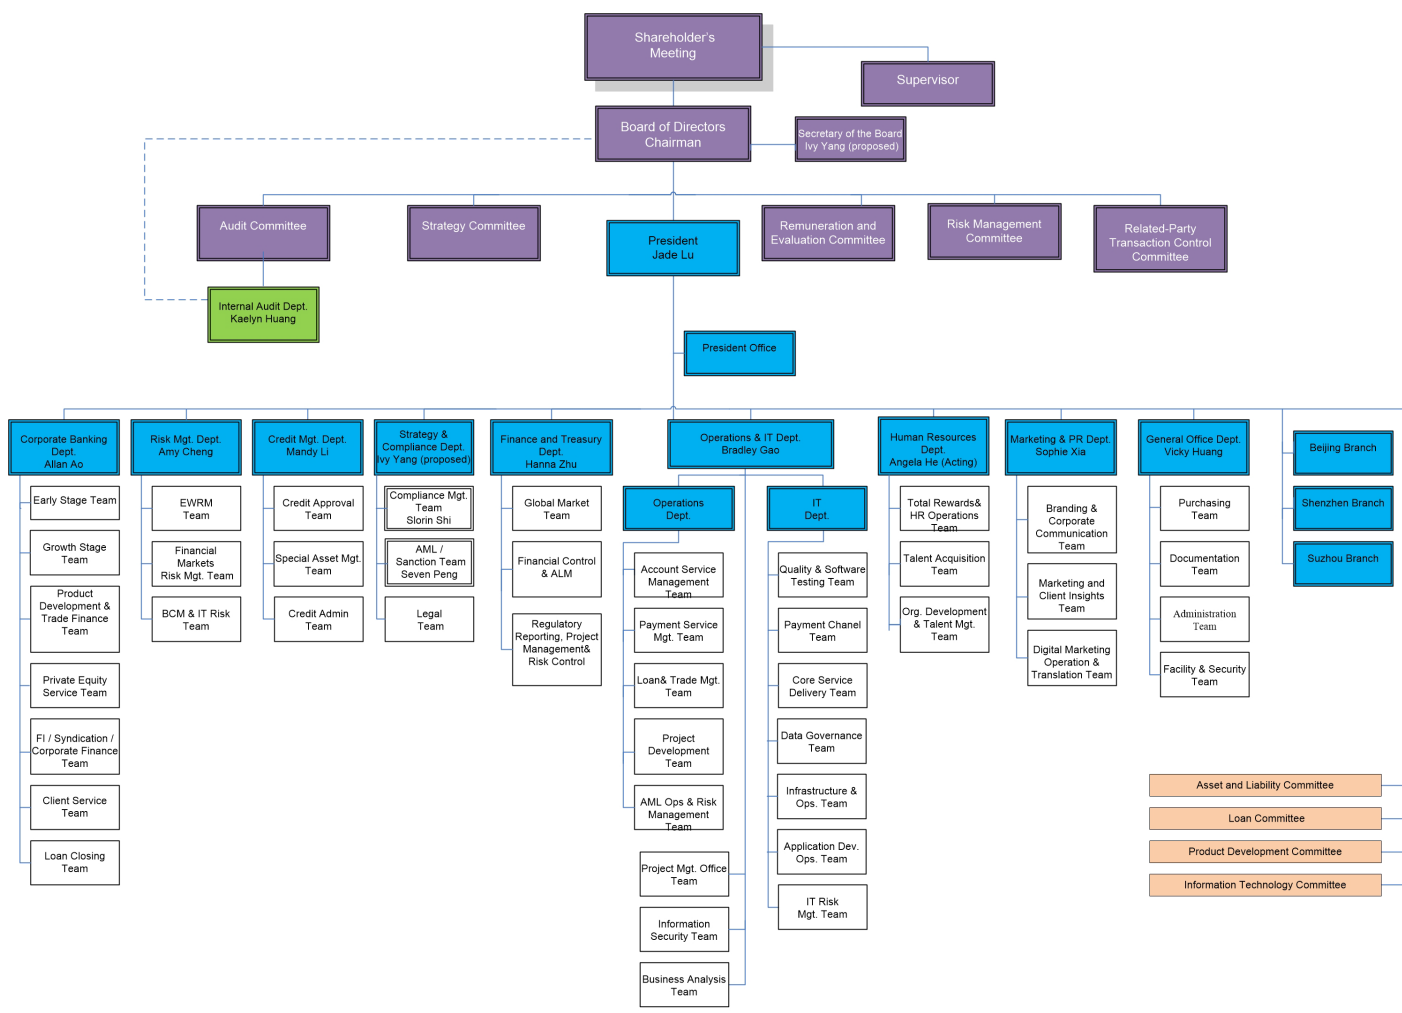 Shareholder's
Meeting
Supervisor
Board of Directors
Chairman
Secretary of the Board
Ivy Yang (proposed)
Audit Committee
Strategy Committee
President
Jade Lu
Remuneration and
Evaluation Committee
Risk Management
Committee
Related-Party
Transaction Control
Committee
Internal Audit Dept.
Kaelyn Huang
President Office
Corporate Banking
Dept.
Allan Ao
Risk Mgt. Dept.
Amy Cheng
Credit Mgt. Dept.
Mandy Li
Strategy &
Compliance Dept.
Ivy Yang (proposed)
Finance and Treasury
Dept.
Hanna Zhu
Operations & IT Dept.
Bradley Gao
Human Resources
Dept.
Angela He (Acting)
Marketing & PR Dept.
Sophie Xia
General Office Dept.
Vicky Huang
Beijing Branch
Shenzhen Branch
Suzhou Branch
Early Stage Team
Growth Stage
Team
Product
Development &
Trade Finance
Team
Private Equity
Service Team
FI / Syndication /
Corporate Finance
Team
Client Service
Team
Loan Closing
Team
EWRM
Team
Financial
Markets
Risk Mgt. Team
BCM & IT Risk
Team
Credit Approval
Team
Special Asset Mgt.
Team
Credit Admin
Team
Compliance Mgt.
Team
Slorin Shi
AML /
Sanction Team
Seven Peng
Legal
Team
Global Market
Team
Financial Control
& ALM
Regulatory
Reporting, Project
Management&
Risk Control
Operations
Dept.
Account Service
Management
Team
Payment Service
Mgt. Team
Loan& Trade Mgt.
Team
Project
Development
Team
AML Ops & Risk
Management
Team
Project Mgt. Office
Team
Information
Security Team
Business Analysis
Team
IT
Dept.
Quality & Software
Testing Team
Payment Chanel
Team
Core Service
Delivery Team
Data Governance
Team
Infrastructure &
Ops. Team
Application Dev.
Ops. Team
IT Risk
Mgt. Team
Total Rewards&
HR Operations
Team
Talent Acquisition
Team
Org. Development
& Talent Mgt.
Team
Branding &
Corporate
Communication
Team
Marketing and
Client Insights
Team
Digital Marketing
Operation &
Translation Team
Purchasing
Team
Documentation
Team
Administration
Team
Facility & Security
Team
Asset and Liability Committee
Loan Committee
Product Development Committee
Information Technology Committee